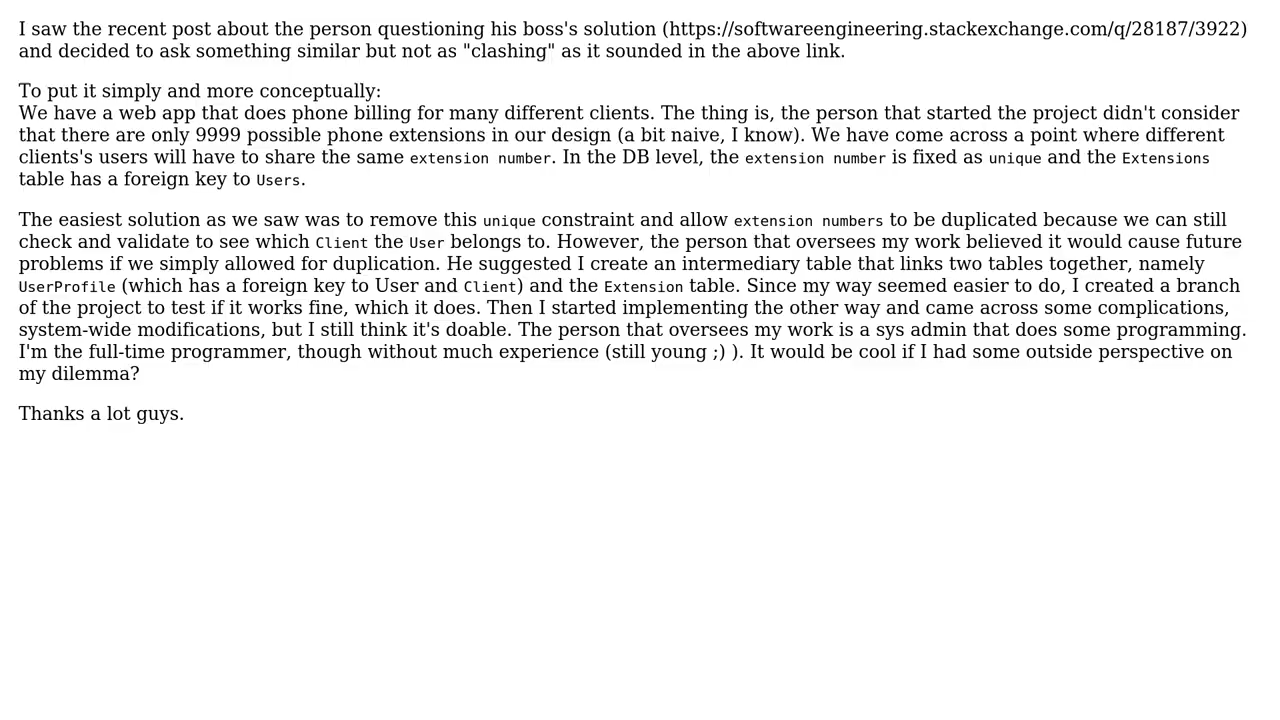 I saw the recent post about the person questioning his boss's solution (https://softwareengineering.stackexchange.com/q/28187/3922)
and decided to ask something similar but not as "clashing" as it sounded in the above link.
To put it simply and more conceptually:
We have a web app that does phone billing for many different clients. The thing is, the person that started the project didn't consider
that there are only 9999 possible phone extensions in our design (a bit naive, I know). We have come across a point where different
clients's users will have to share the same extension number. In the DB level, the extension number is fixed as unique and the Extensions
table has a foreign key to Users.
The easiest solution as we saw was to remove this unique constraint and allow extension numbers to be duplicated because we can still
check and validate to see which Client the User belongs to. However, the person that oversees my work believed it would cause future
problems if we simply allowed for duplication. He suggested I create an intermediary table that links two tables together, namely
UserProfile (which has a foreign key to User and Client) and the Extension table. Since my way seemed easier to do, I created a branch
of the project to test if it works fine, which it does. Then I started implementing the other way and came across some complications,
system-wide modifications, but I still think it's doable. The person that oversees my work is a sys admin that does some programming.
I'm the full-time programmer, though without much experience (still young ;) ). It would be cool if I had some outside perspective on
my dilemma?
Thanks a lot guys.